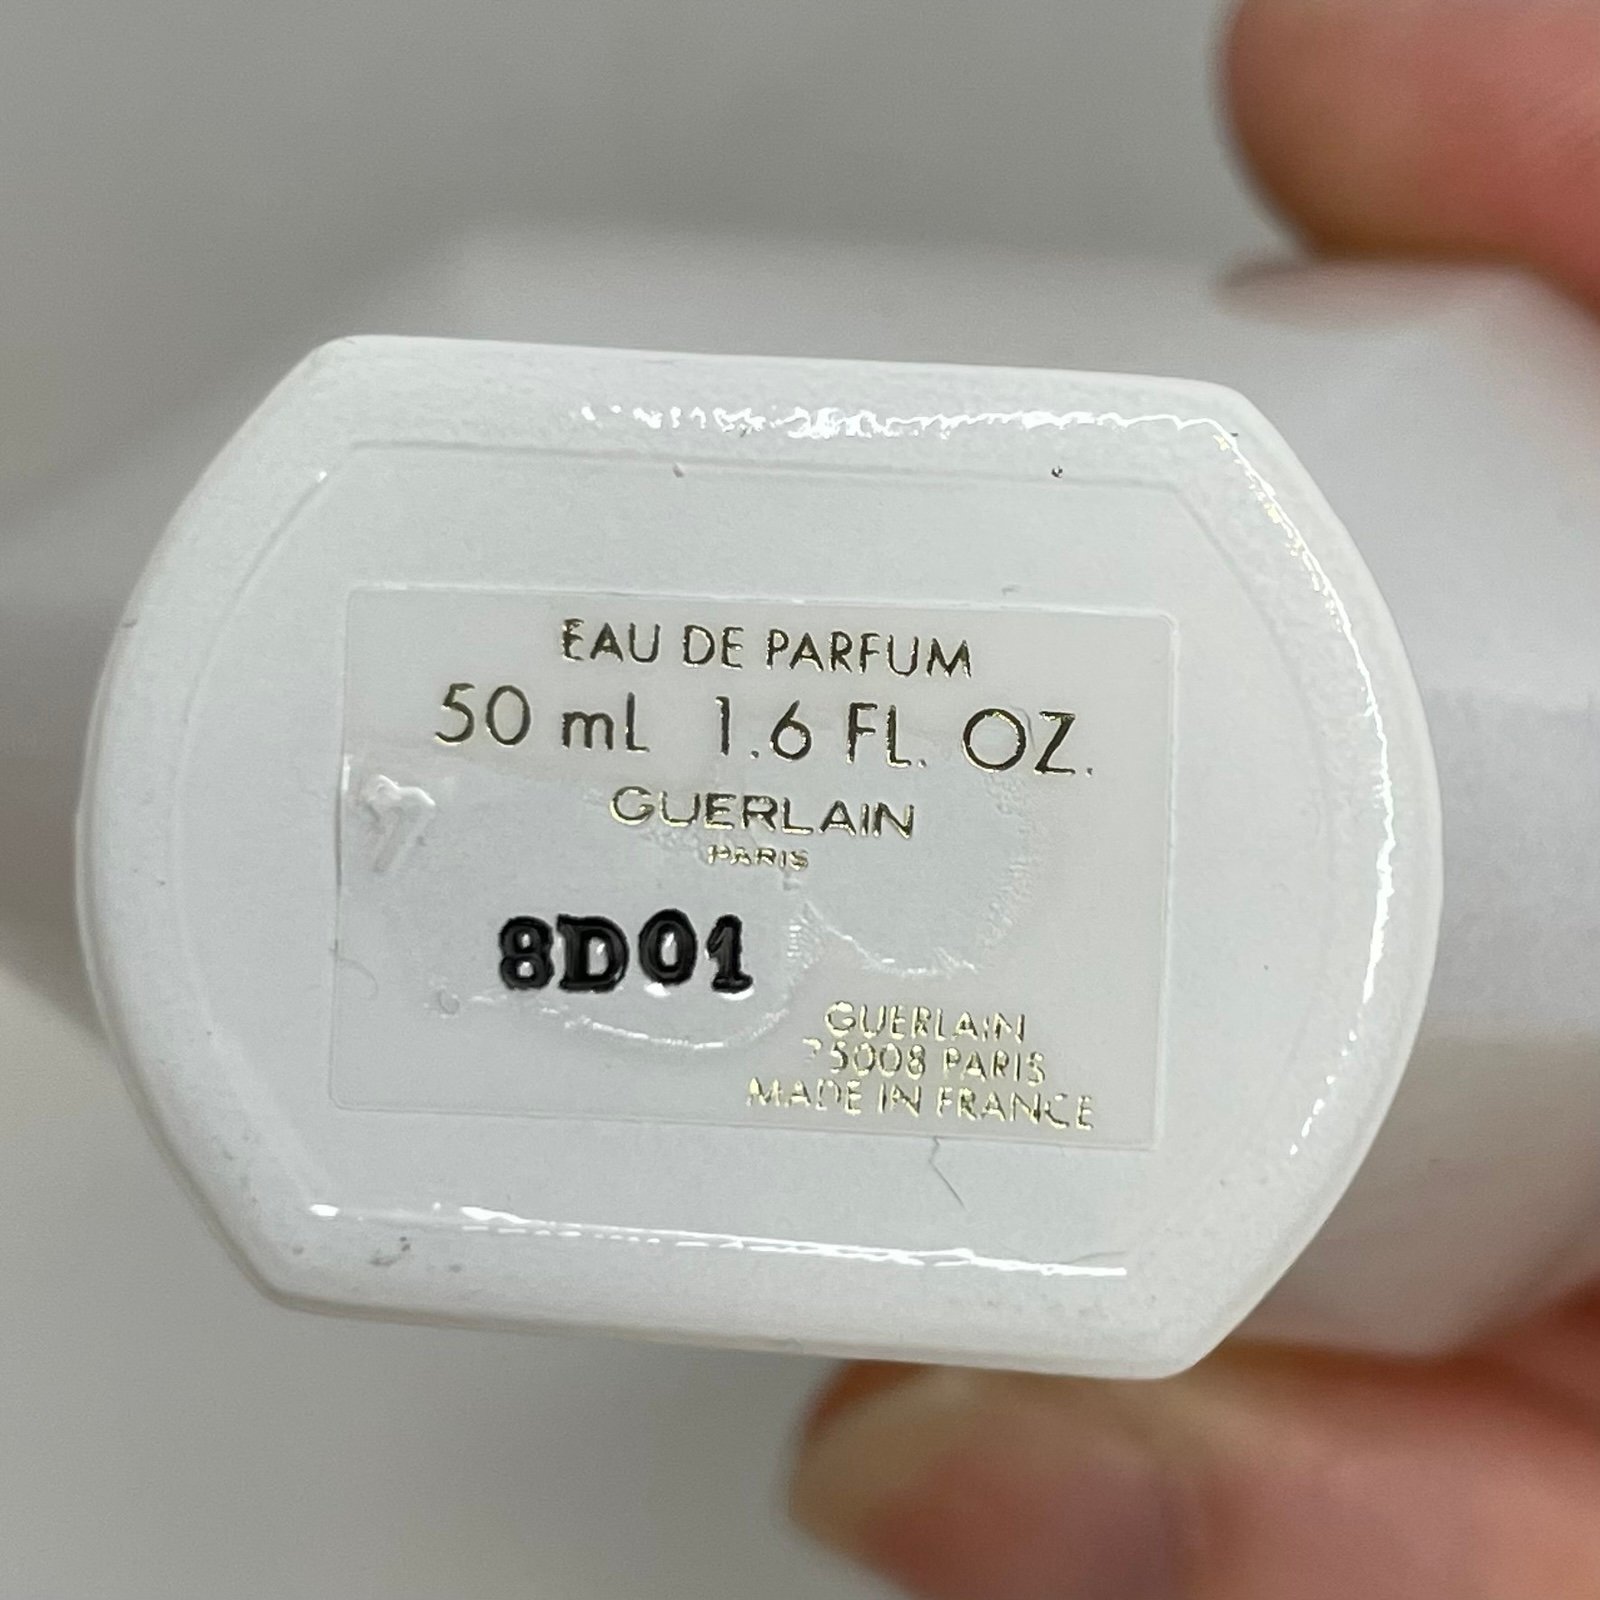 EAU DE PARFUM
50 mL 1.6 FL. OZ.
GUERLAIN
PARIS
8D01
GUERLAIN
75008 PARIS
MADE IN FRANCE